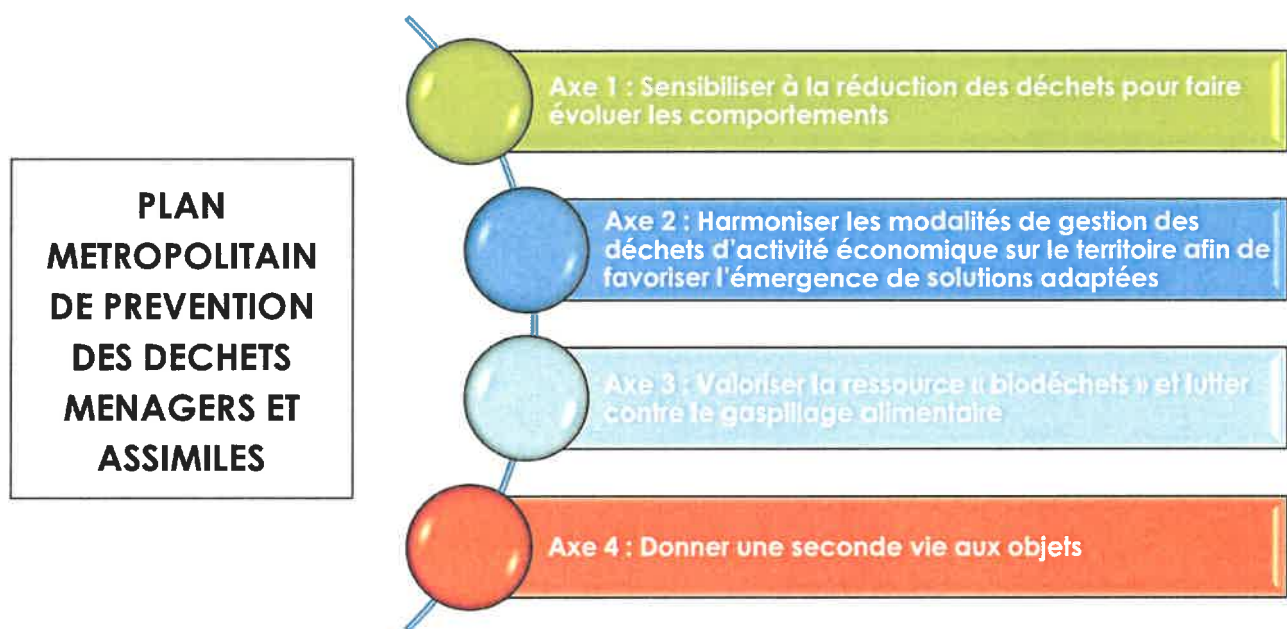 PLAN
METROPOLITAIN
DE PREVENTION
DES DECHETS
MENAGERS ET
ASSIMILES
Axe 1 : Sensibiliser à la réduction des déchets pour faire
évoluer les comportements
Axe 2 : Harmoniser les modalités de gestion des
déchets d'activité économique sur le territoire afin de
favoriser l'émergence de solutions adaptées
Axe 3 : Valoriser la ressource « biodéchets » et lutter
contre le gaspillage alimentaire
Axe 4 : Donner une seconde vie aux objets